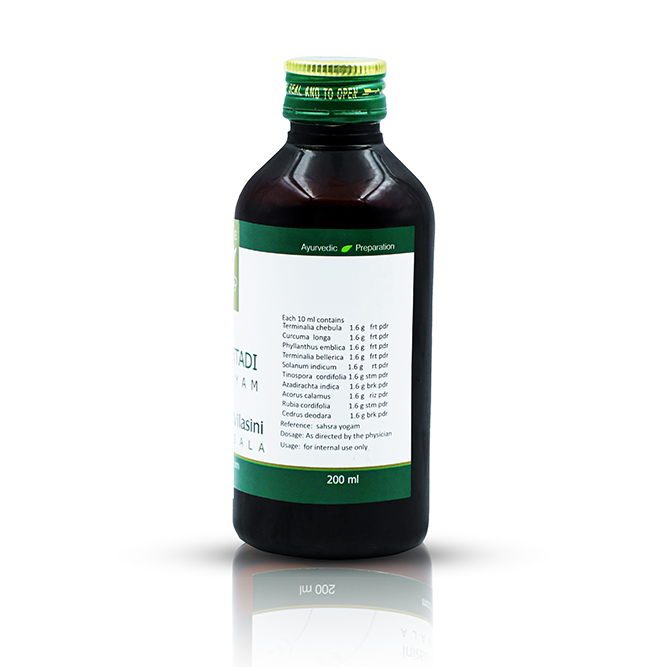 SEAL AND TO OPEN
Ayurvedic Preparation
Each 10 ml contains
Terminalia chebula 1.6 g frt pdr
Curcuma longa 1.6 g frt pdr
Phyllanthus emblica 1.6 g frt pdr
Terminalia bellerica 1.6 g frt pdr
Solanum indicum 1.6 g rt pdr
Tinospora cordifolia 1.6 g stm pdr
Azadirachta indica 1.6 g brk pdr
Acorus calamus 1.6 g riz pdr
Rubia cordifolia 1.6 g stm pdr
Cedrus deodara 1.6 g brk pdr
Reference: sahsra yogam
Dosage: As directed by the physician
Usage: for internal use only
TADI
YAM
ilasini
ALA
.com
200 ml